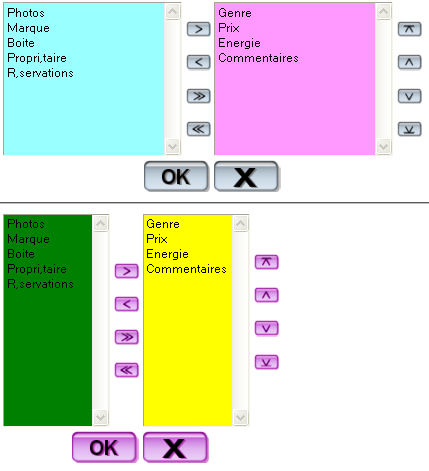 Photos
Marque
Boite
Propri,taire
R,servations
>
<
≫
≪
Genre
Prix
Energie
Commentaires
OK X
Photos
Marque
Boite
Propri,taire
R,servations
>
<
≫
≪
Genre
Prix
Energie
Commentaires
OK X